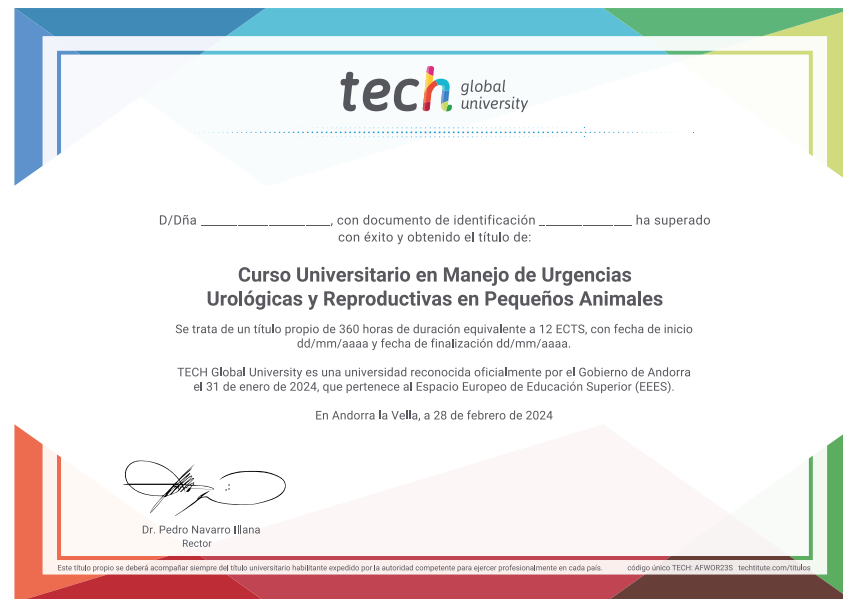 tech global university
D/Dña ____________________, con documento de identificación ______________ ha superado
con éxito y obtenido el título de:
Curso Universitario en Manejo de Urgencias
Urológicas y Reproductivas en Pequeños Animales
Se trata de un título propio de 360 horas de duración equivalente a 12 ECTS, con fecha de inicio
dd/mm/aaaa y fecha de finalización dd/mm/aaaa.
TECH Global University es una universidad reconocida oficialmente por el Gobierno de Andorra
el 31 de enero de 2024, que pertenece al Espacio Europeo de Educación Superior (EEES).
En Andorra la Vella, a 28 de febrero de 2024
Dr. Pedro Navarro Illana
Rector
Este título propio se deberá acompañar siempre del título universitario habilitante expedido por la autoridad competente para ejercer profesionalmente en cada país. código único TECH: AFWOR23S techtitute.com/titulos